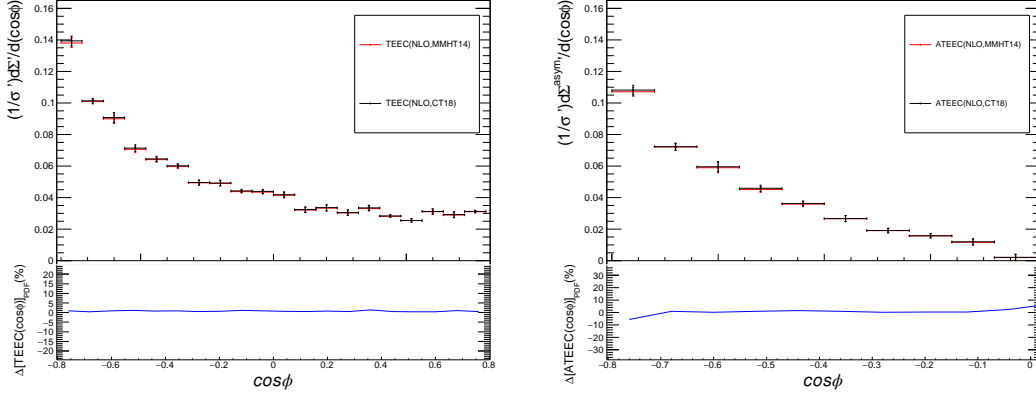 (1/σ')dΣ'/d(cosϕ)
0.16
0.14
0.12
0.1
0.08
0.06
0.04
0.02
0
TEEC(NLO,MMHT14)
TEEC(NLO,CT18)
Δ[TEEC(cosϕ)]PDF(%)
20
15
10
5
0
−5
−10
−15
−20
−0.8 −0.6 −0.4 −0.2 0 0.2 0.4 0.6 0.8
cosϕ
(1/σ')dΣ'asym/d(cosϕ)
0.16
0.14
0.12
0.1
0.08
0.06
0.04
0.02
0
ATEEC(NLO,MMHT14)
ATEEC(NLO,CT18)
Δ[ATEEC(cosϕ)]PDF(%)
30
20
10
0
−10
−20
−30
−0.8 −0.7 −0.6 −0.5 −0.4 −0.3 −0.2 −0.1 0
cosϕ